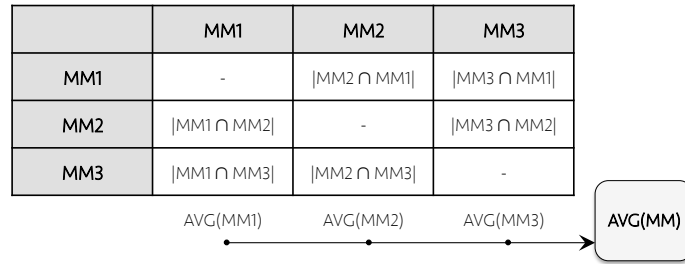 MM1 MM2 MM3
MM1 - |MM2 ∩ MM1| |MM3 ∩ MM1|
MM2 |MM1 ∩ MM2| - |MM3 ∩ MM2|
MM3 |MM1 ∩ MM3| |MM2 ∩ MM3| -
AVG(MM1) AVG(MM2) AVG(MM3) AVG(MM)